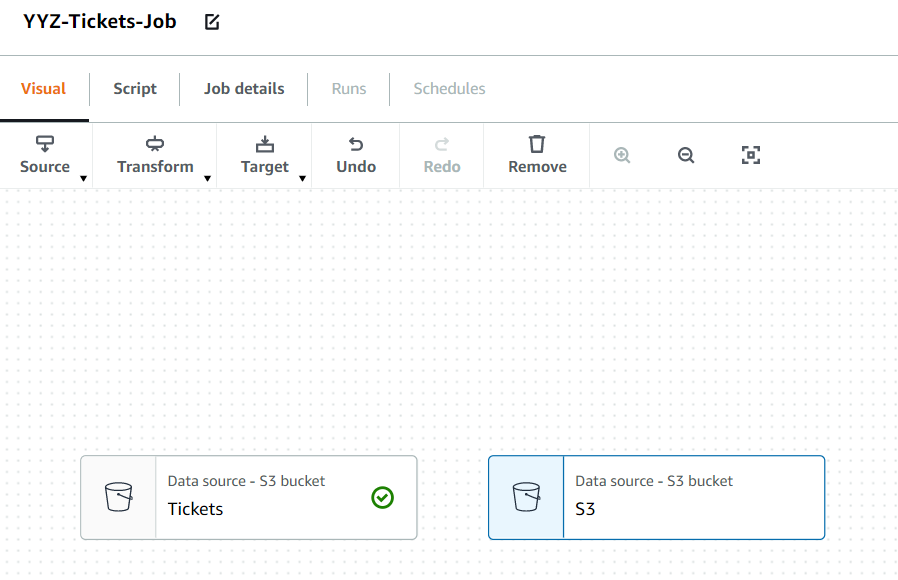 YYZ-Tickets-Job
Visual
Script
Job details
Runs
Schedules
Source
Transform
Target
Undo
Redo
Remove
Data source - S3 bucket
Tickets
Data source - S3 bucket
S3